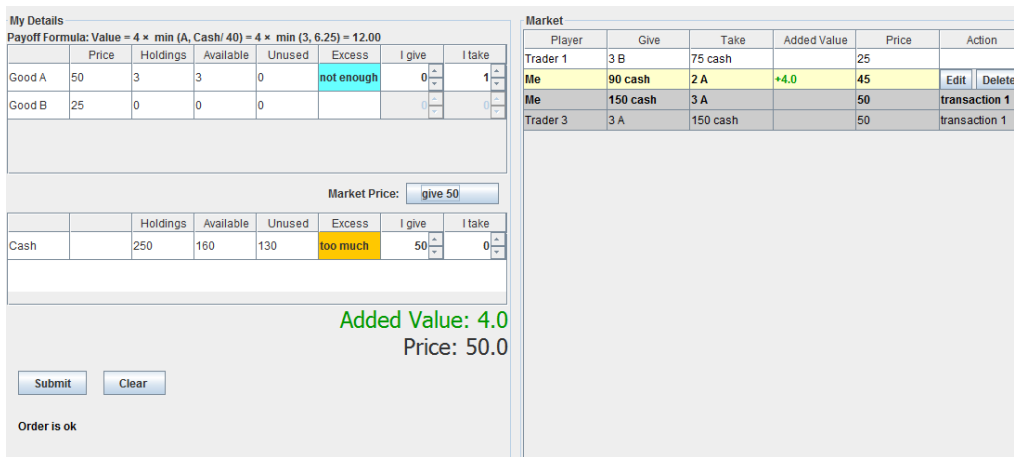 My Details
Payoff Formula: Value = 4 × min (A, Cash/ 40) = 4 × min (3, 6.25) = 12.00
Price Holdings Available Unused Excess I give I take
Good A 50 3 3 0 not enough 0 1
Good B 25 0 0 0 0 0
Market Price: give 50
Holdings Available Unused Excess I give I take
Cash 250 160 130 too much 50 0
Added Value: 4.0
Price: 50.0
Submit Clear
Order is ok
Market
Player Give Take Added Value Price Action
Trader 1 3 B 75 cash 25
Me 90 cash 2 A +4.0 45 Edit Delete
Me 150 cash 3 A 50 transaction 1
Trader 3 3 A 150 cash 50 transaction 1